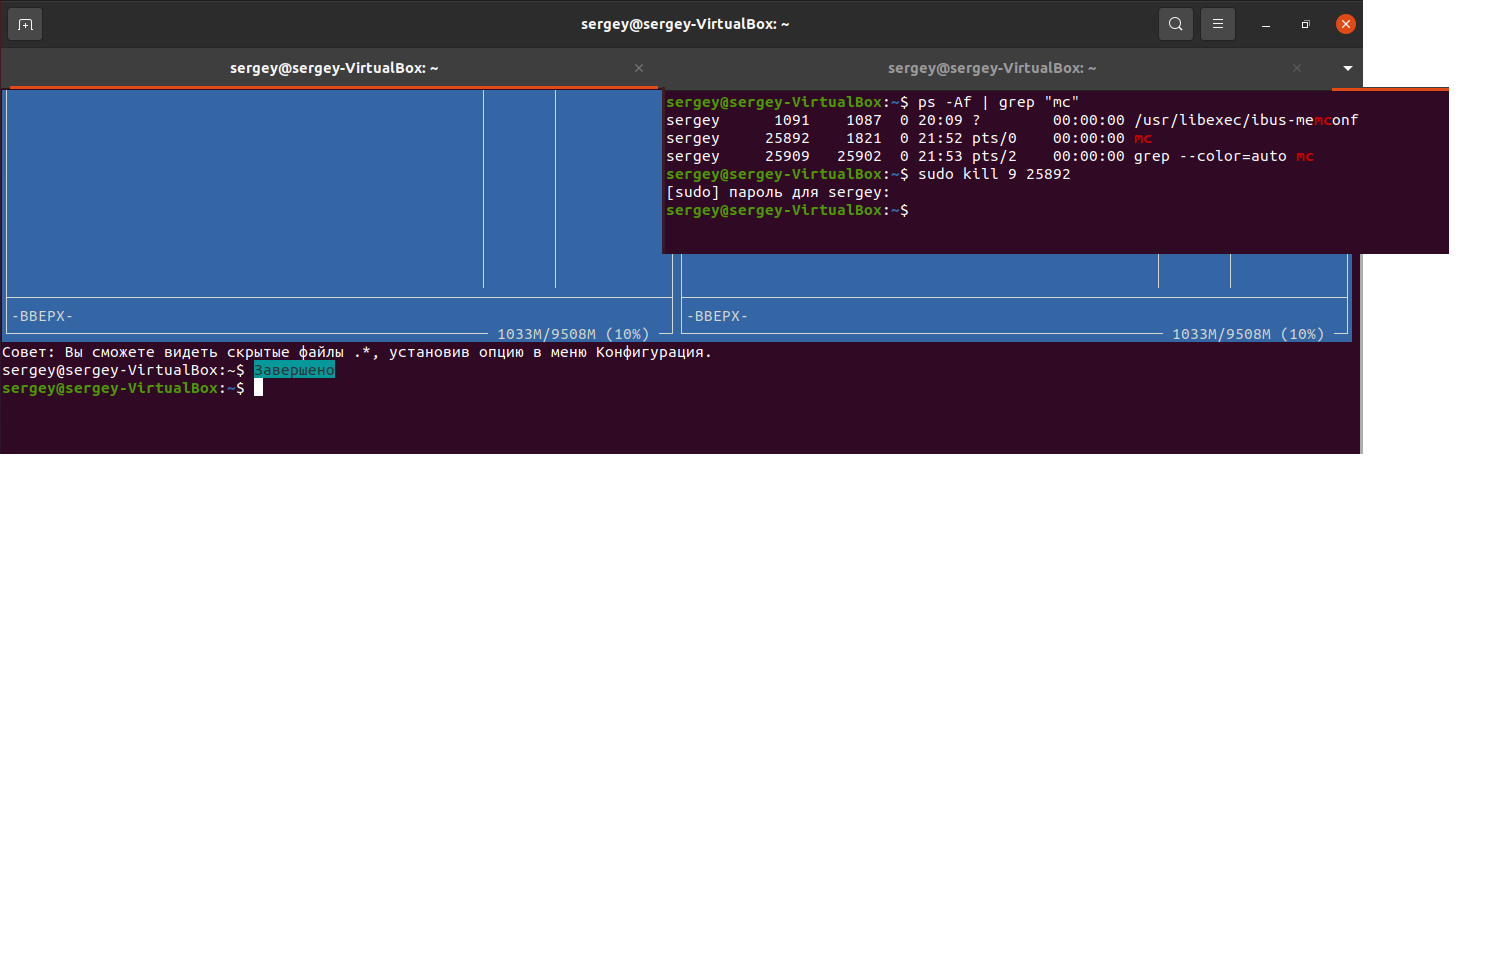 sergey@sergey-VirtualBox: ~
sergey@sergey-VirtualBox: ~
sergey@sergey-VirtualBox: ~
sergey@sergey-VirtualBox:~$ ps -Af | grep "mc"
sergey      1091    1087  0 20:09 ?        00:00:00 /usr/libexec/ibus-memconf
sergey     25892    1821  0 21:52 pts/0    00:00:00 mc
sergey     25909   25902  0 21:53 pts/2    00:00:00 grep --color=auto mc
sergey@sergey-VirtualBox:~$ sudo kill 9 25892
[sudo] пароль для sergey:
sergey@sergey-VirtualBox:~$
-ВВЕРХ-
1033M/9508M (10%)
-ВВЕРХ-
1033M/9508M (10%)
Совет: Вы сможете видеть скрытые файлы .*, установив опцию в меню Конфигурация.
sergey@sergey-VirtualBox:~$ Завершено
sergey@sergey-VirtualBox:~$